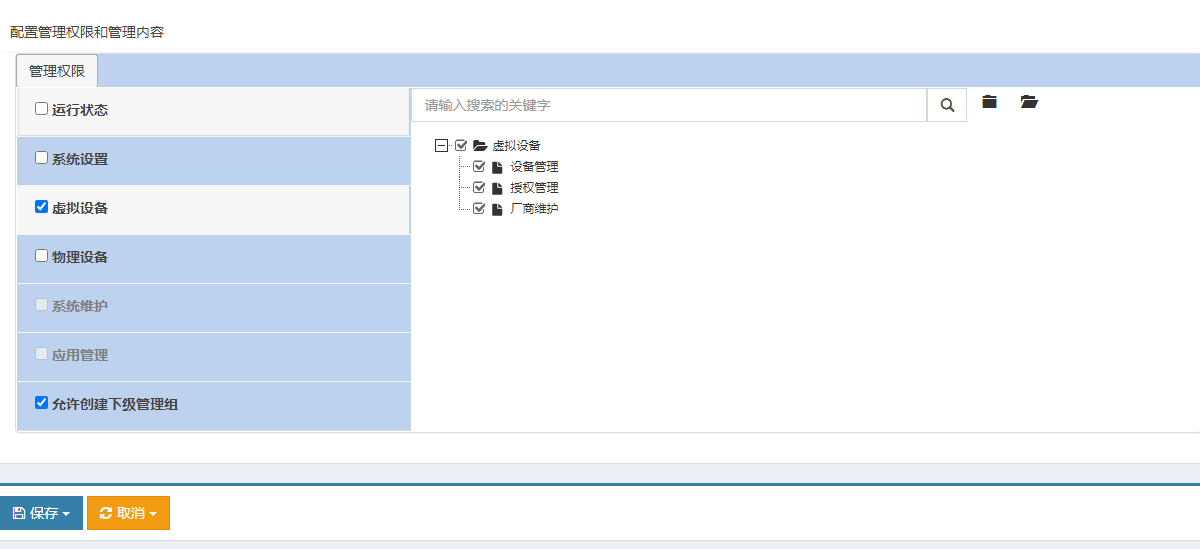 配置管理权限和管理内容
管理权限
运行状态
系统设置
虚拟设备
物理设备
系统维护
应用管理
允许创建下级管理组
请输入搜索的关键字
虚拟设备
设备管理
授权管理
厂商维护
保存
取消